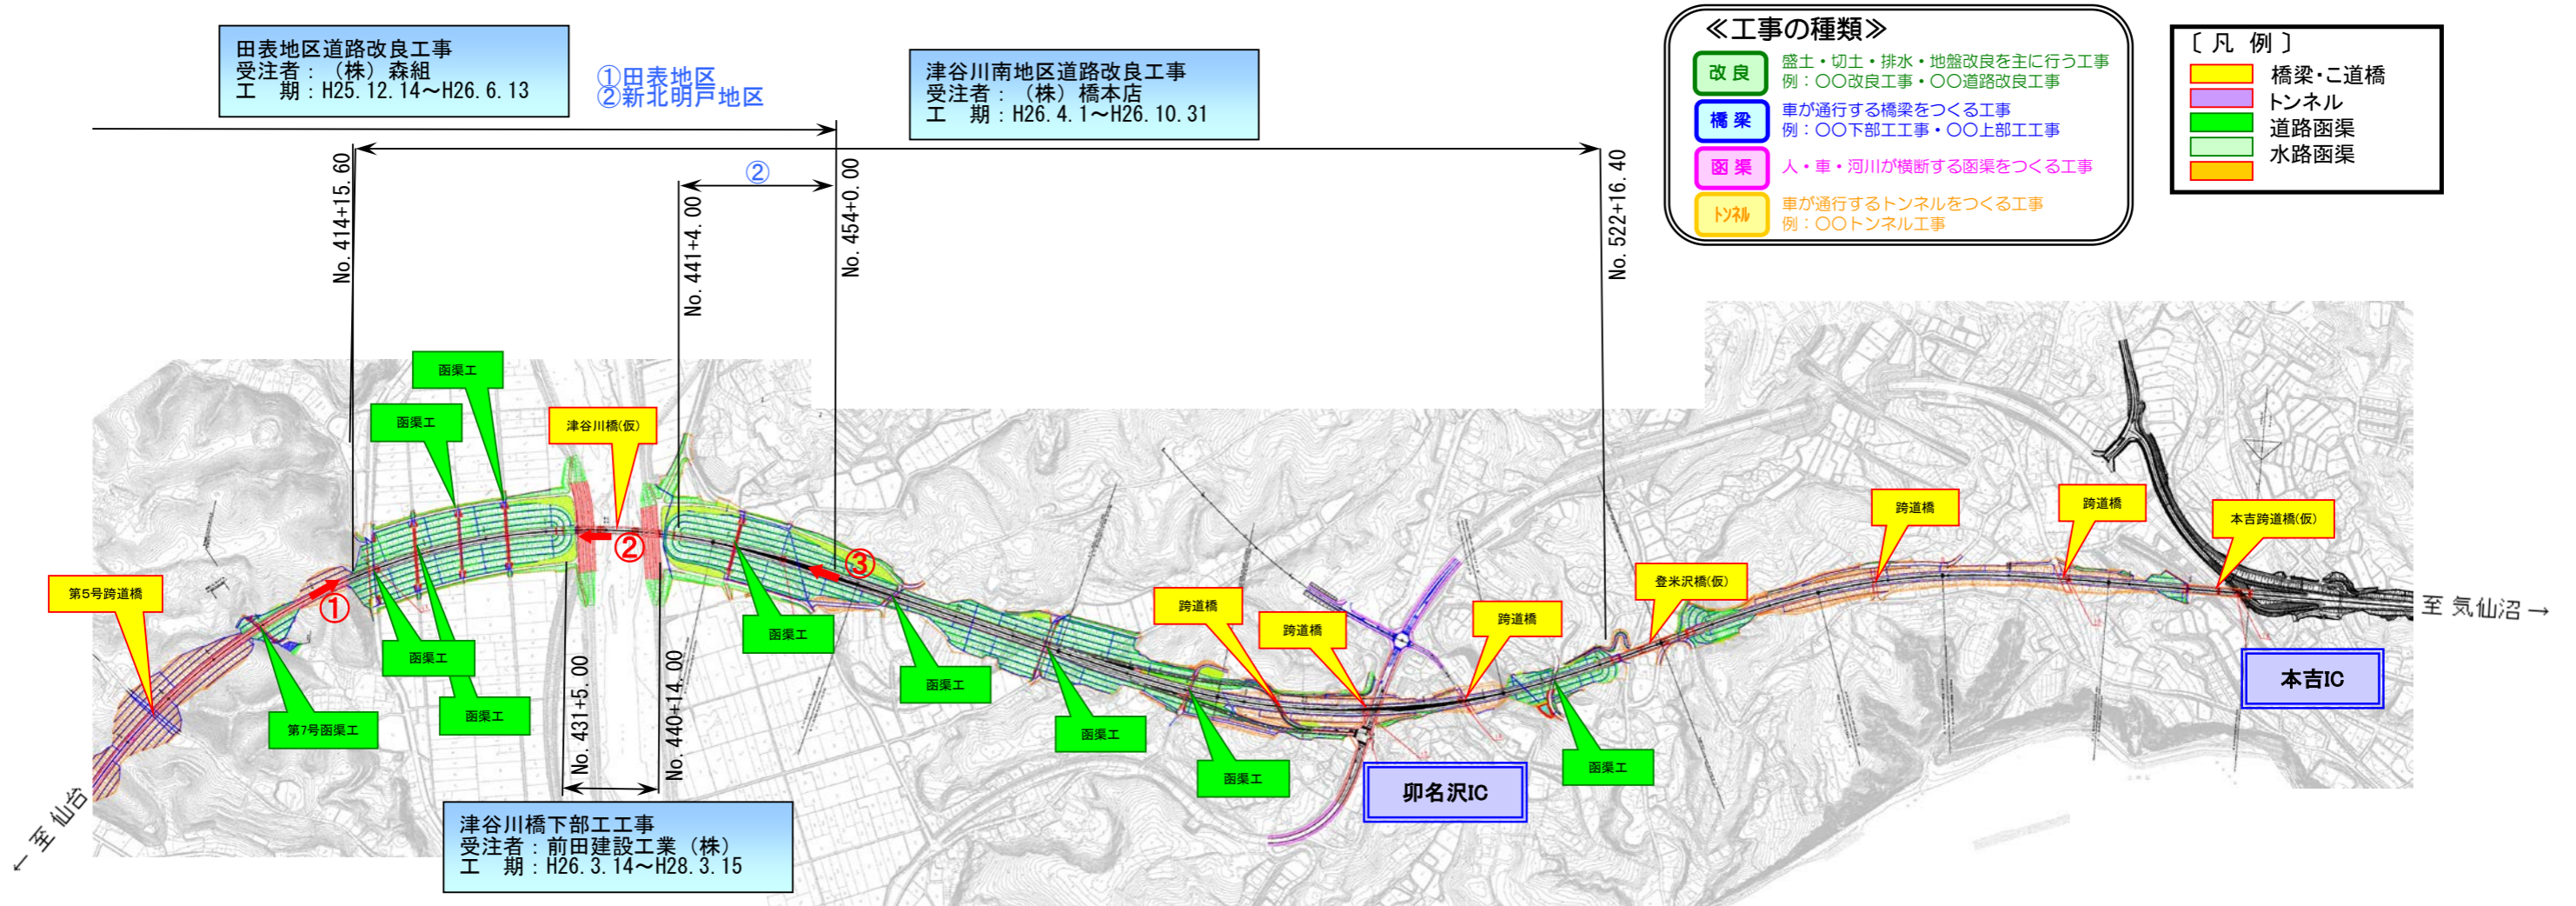 田表地区道路改良工事
受注者：（株）森組
工　期：H25.12.14～H26.6.13
①田表地区
②新北明戸地区
津谷川南地区道路改良工事
受注者：（株）橋本店
工　期：H26.4.1～H26.10.31
≪工事の種類≫
改良
盛土・切土・排水・地盤改良を主に行う工事
例：〇〇改良工事・〇〇道路改良工事
橋梁
車が通行する橋梁をつくる工事
例：〇〇下部工工事・〇〇上部工工事
函渠
人・車・河川が横断する函渠をつくる工事
トンネル
車が通行するトンネルをつくる工事
例：〇〇トンネル工事
〔凡 例〕
橋梁・こ道橋
トンネル
道路函渠
水路函渠
②
No.414+15.60
No.441+4.00
No.454+0.00
No.522+16.40
函渠工
函渠工
津谷川橋(仮)
第5号跨道橋
①
②
③
第7号函渠工
函渠工
函渠工
函渠工
函渠工
函渠工
函渠工
函渠工
跨道橋
跨道橋
跨道橋
登米沢橋(仮)
跨道橋
跨道橋
本吉跨道橋(仮)
No.431+5.00
No.440+14.00
卯名沢IC
本吉IC
至 気仙沼 →
← 至 仙台
津谷川橋下部工工事
受注者：前田建設工業（株）
工　期：H26.3.14～H28.3.15